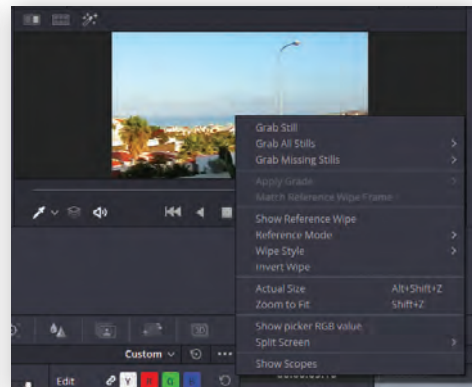 Grab Still
Grab All Stills
Grab Missing Stills
Apply Grade
Match Reference Wipe Frame
Show Reference Wipe
Reference Mode
Wipe Style
Invert Wipe
Actual Size Alt+Shift+Z
Zoom to Fit Shift+Z
Show picker RGB value
Split Screen
Show Scopes
3D
Custom
Edit Y R G